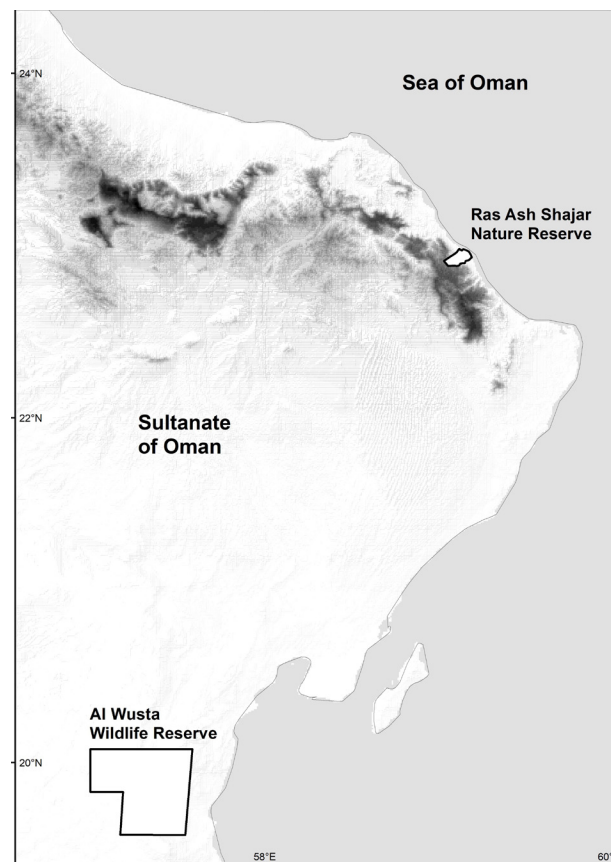 24°N
Sea of Oman
Ras Ash Shajar
Nature Reserve
22°N
Sultanate
of Oman
Al Wusta
Wildlife Reserve
20°N
58°E